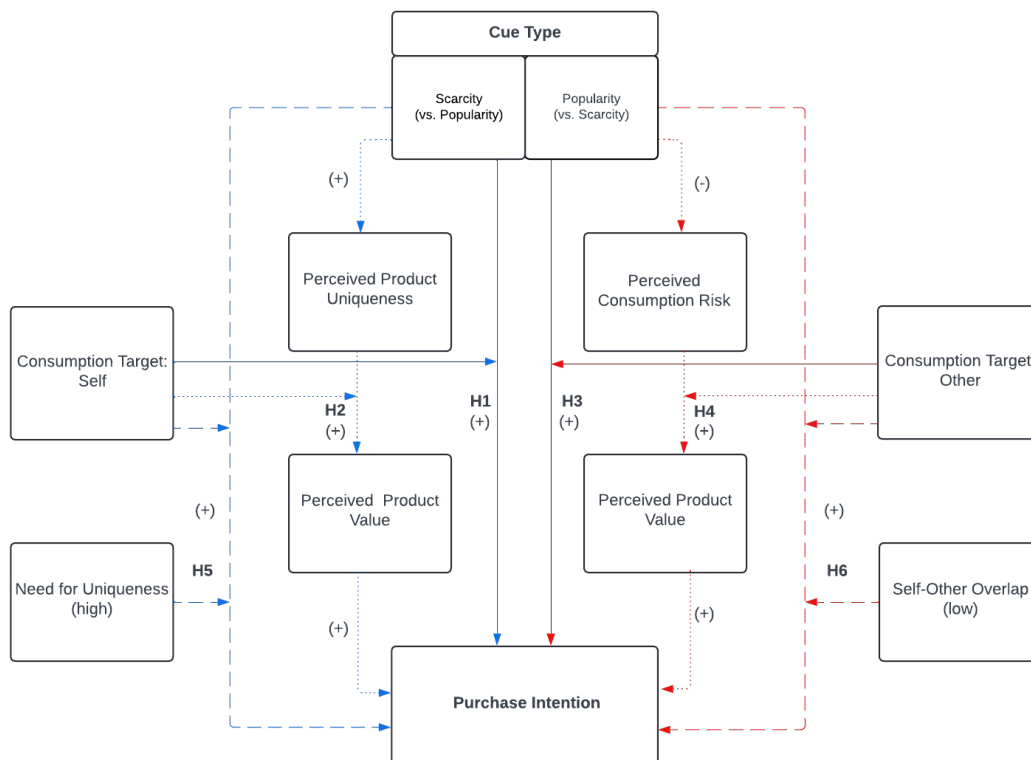 Cue Type
Scarcity
(vs. Popularity)
Popularity
(vs. Scarcity)
(+)
(-)
Perceived Product
Uniqueness
Perceived
Consumption Risk
Consumption Target:
Self
Consumption Target:
Other
H2
(+)
H1
(+)
H3
(+)
H4
(+)
Perceived  Product
Value
Perceived Product
Value
(+)
(+)
Need for Uniqueness
(high)
H5
H6
Self-Other Overlap
(low)
(+)
(+)
Purchase Intention